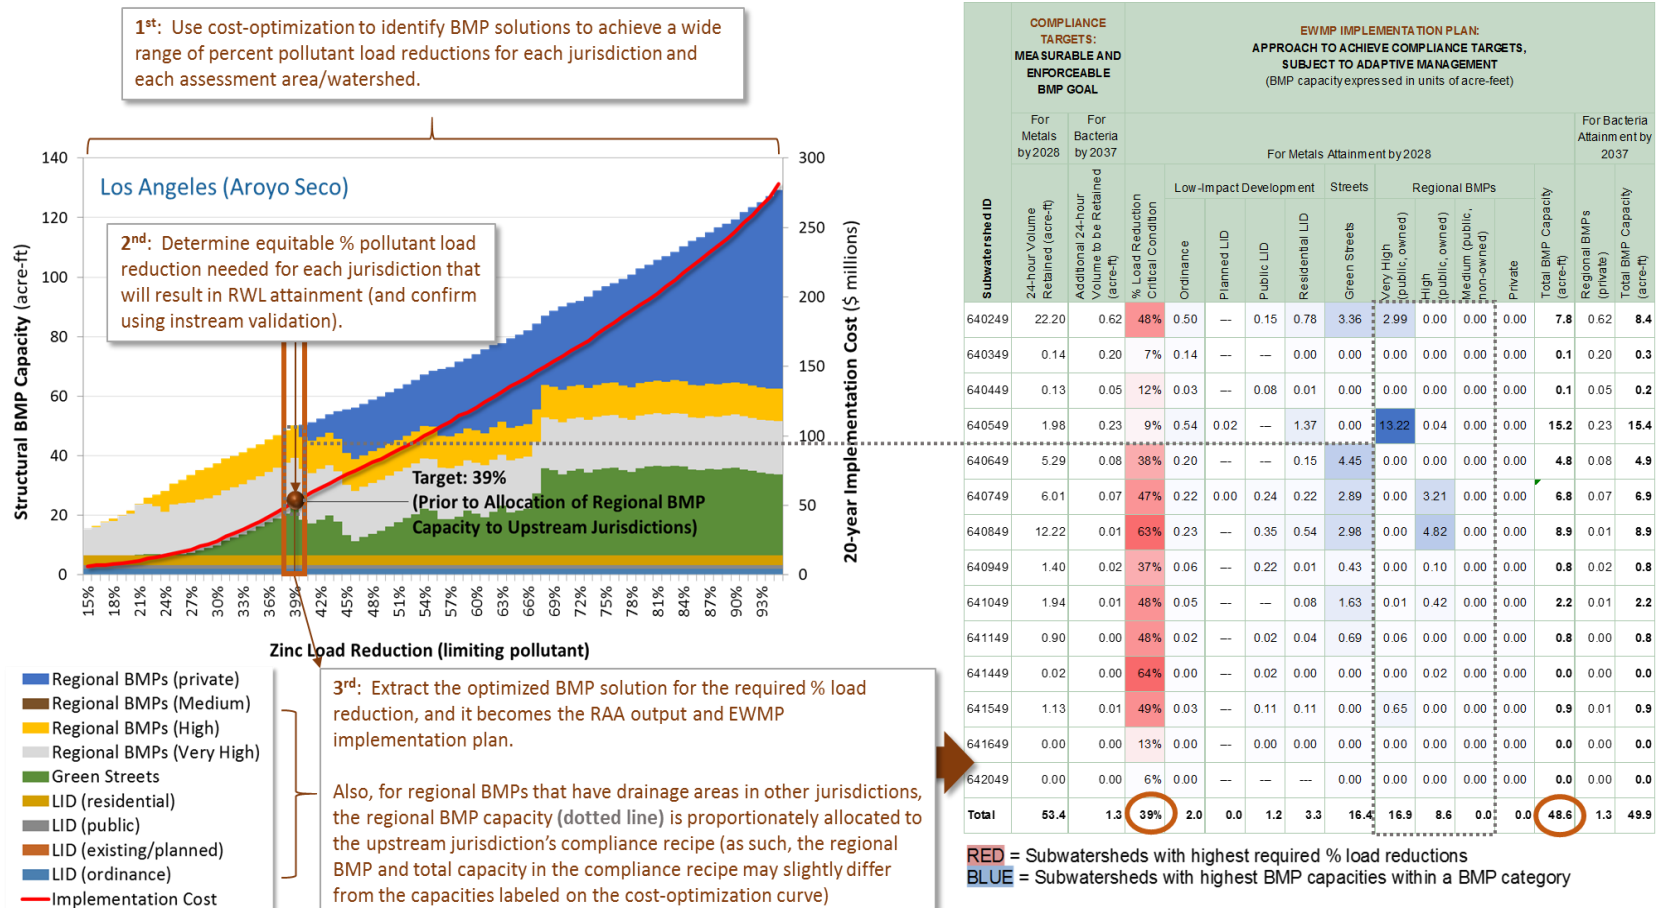 1st: Use cost-optimization to identify BMP solutions to achieve a wide
range of percent pollutant load reductions for each jurisdiction and
each assessment area/watershed.
Los Angeles (Aroyo Seco)
2nd: Determine equitable % pollutant load
reduction needed for each jurisdiction that
will result in RWL attainment (and confirm
using instream validation).
Structural BMP Capacity (acre-ft)
140
120
100
80
60
40
20
0
300
250
200
150
100
50
0
20-year Implementation Cost ($ millions)
Target: 39%
(Prior to Allocation of Regional BMP
Capacity to Upstream Jurisdictions)
15% 18% 21% 24% 27% 30% 33% 36% 39% 42% 45% 48% 51% 54% 57% 60% 63% 66% 69% 72% 75% 78% 81% 84% 87% 90% 93%
Zinc Load Reduction (limiting pollutant)
Regional BMPs (private)
Regional BMPs (Medium)
Regional BMPs (High)
Regional BMPs (Very High)
Green Streets
LID (residential)
LID (public)
LID (existing/planned)
LID (ordinance)
Implementation Cost
3rd: Extract the optimized BMP solution for the required % load
reduction, and it becomes the RAA output and EWMP
implementation plan.
Also, for regional BMPs that have drainage areas in other jurisdictions,
the regional BMP capacity (dotted line) is proportionately allocated to
the upstream jurisdiction's compliance recipe (as such, the regional
BMP and total capacity in the compliance recipe may slightly differ
from the capacities labeled on the cost-optimization curve)
COMPLIANCE
TARGETS:
MEASURABLE AND
ENFORCEABLE
BMP GOAL
EWMP IMPLEMENTATION PLAN:
APPROACH TO ACHIEVE COMPLIANCE TARGETS,
SUBJECT TO ADAPTIVE MANAGEMENT
(BMP capacity expressed in units of acre-feet)
For
Metals
by 2028
For
Bacteria
by 2037
For Metals Attainment by 2028
For Bacteria
Attainment by
2037
Low-Impact Development
Streets
Regional BMPs
Subwatershed ID
24-hour Volume
Retained (acre-ft)
Additional 24-hour
Volume to be Retained
(acre-ft)
% Load Reduction
Critical Condition
Ordinance
Planned LID
Public LID
Residential LID
Green Streets
Very High
(public, owned)
High
(public, owned)
Medium (public,
non-owned)
Private
Total BMP Capacity
(acre-ft)
Regional BMPs
(private)
Total BMP Capacity
(acre-ft)
640249 22.20 0.62 48% 0.50 --- 0.15 0.78 3.36 2.99 0.00 0.00 0.00 7.8 0.62 8.4
640349 0.14 0.20 7% 0.14 --- --- 0.00 0.00 0.00 0.00 0.00 0.00 0.1 0.20 0.3
640449 0.13 0.05 12% 0.03 --- 0.08 0.01 0.00 0.00 0.00 0.00 0.00 0.1 0.05 0.2
640549 1.98 0.23 9% 0.54 0.02 --- 1.37 0.00 13.22 0.04 0.00 0.00 15.2 0.23 15.4
640649 5.29 0.08 38% 0.20 --- --- 0.15 4.45 0.00 0.00 0.00 0.00 4.8 0.08 4.9
640749 6.01 0.07 47% 0.22 0.00 0.24 0.22 2.89 0.00 3.21 0.00 0.00 6.8 0.07 6.9
640849 12.22 0.01 63% 0.23 --- 0.35 0.54 2.98 0.00 4.82 0.00 0.00 8.9 0.01 8.9
640949 1.40 0.02 37% 0.06 --- 0.22 0.01 0.43 0.00 0.10 0.00 0.00 0.8 0.02 0.8
641049 1.94 0.01 48% 0.05 --- --- 0.08 1.63 0.01 0.42 0.00 0.00 2.2 0.01 2.2
641149 0.90 0.00 48% 0.02 --- 0.02 0.04 0.69 0.06 0.00 0.00 0.00 0.8 0.00 0.8
641449 0.02 0.00 64% 0.00 --- 0.02 0.00 0.00 0.00 0.02 0.00 0.00 0.0 0.00 0.0
641549 1.13 0.01 49% 0.03 --- 0.11 0.11 0.00 0.65 0.00 0.00 0.00 0.9 0.01 0.9
641649 0.00 0.00 13% 0.00 --- 0.00 0.00 0.00 0.00 0.00 0.00 0.00 0.0 0.00 0.0
642049 0.00 0.00 6% 0.00 --- --- --- 0.00 0.00 0.00 0.00 0.00 0.0 0.00 0.0
Total 53.4 1.3 39% 2.0 0.0 1.2 3.3 16.4 16.9 8.6 0.0 0.0 48.6 1.3 49.9
RED = Subwatersheds with highest required % load reductions
BLUE = Subwatersheds with highest BMP capacities within a BMP category